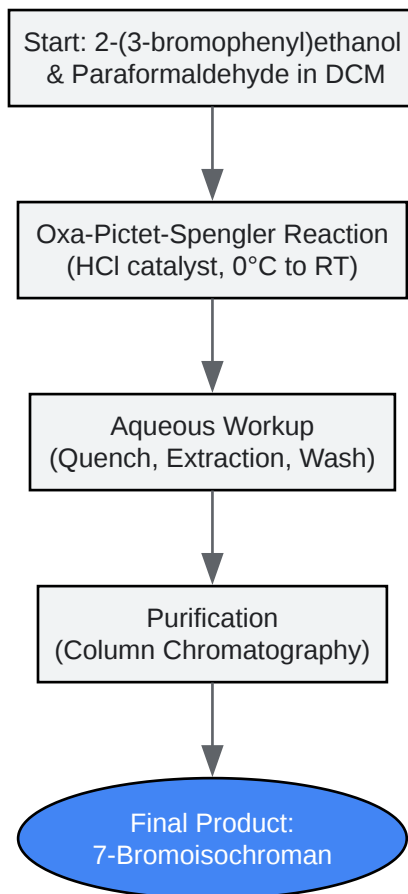 Start: 2-(3-bromophenyl)ethanol
& Paraformaldehyde in DCM
Oxa-Pictet-Spengler Reaction
(HCl catalyst, 0°C to RT)
Aqueous Workup
(Quench, Extraction, Wash)
Purification
(Column Chromatography)
Final Product:
7-Bromoisochroman